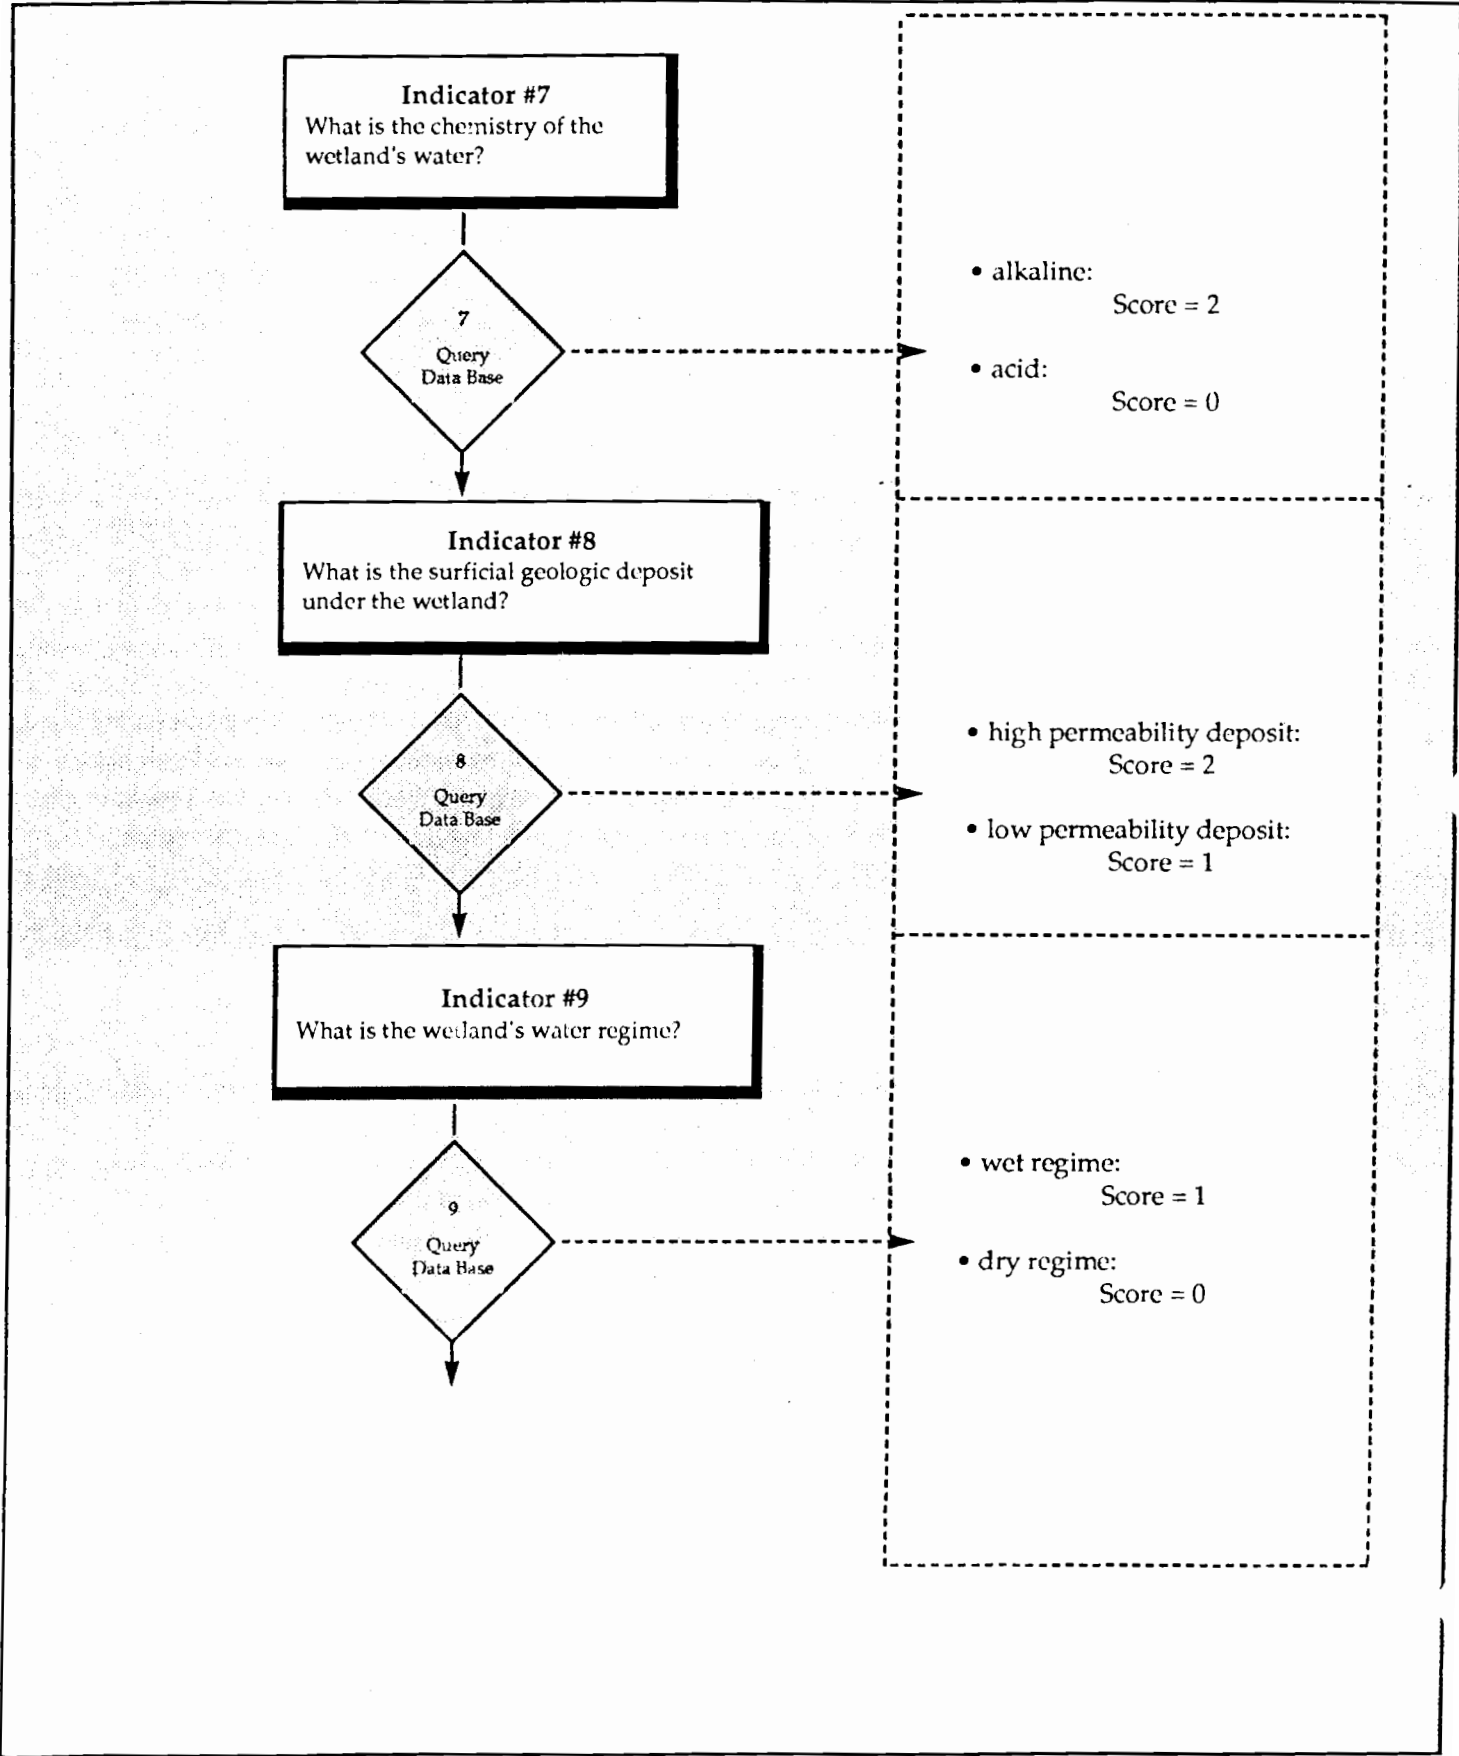 Indicator #7
What is the chemistry of the
wetland's water?
7
Query
Data Base
• alkaline:
Score = 2
• acid:
Score = 0
Indicator #8
What is the surficial geologic deposit
under the wetland?
8
Query
Data Base
• high permeability deposit:
Score = 2
• low permeability deposit:
Score = 1
Indicator #9
What is the wetland's water regime?
9
Query
Data Base
• wet regime:
Score = 1
• dry regime:
Score = 0